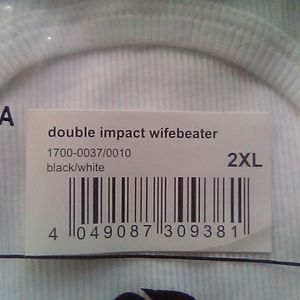 A
double impact wifebeater
1700-0037/0010
black/white
2XL
4 049087 309381